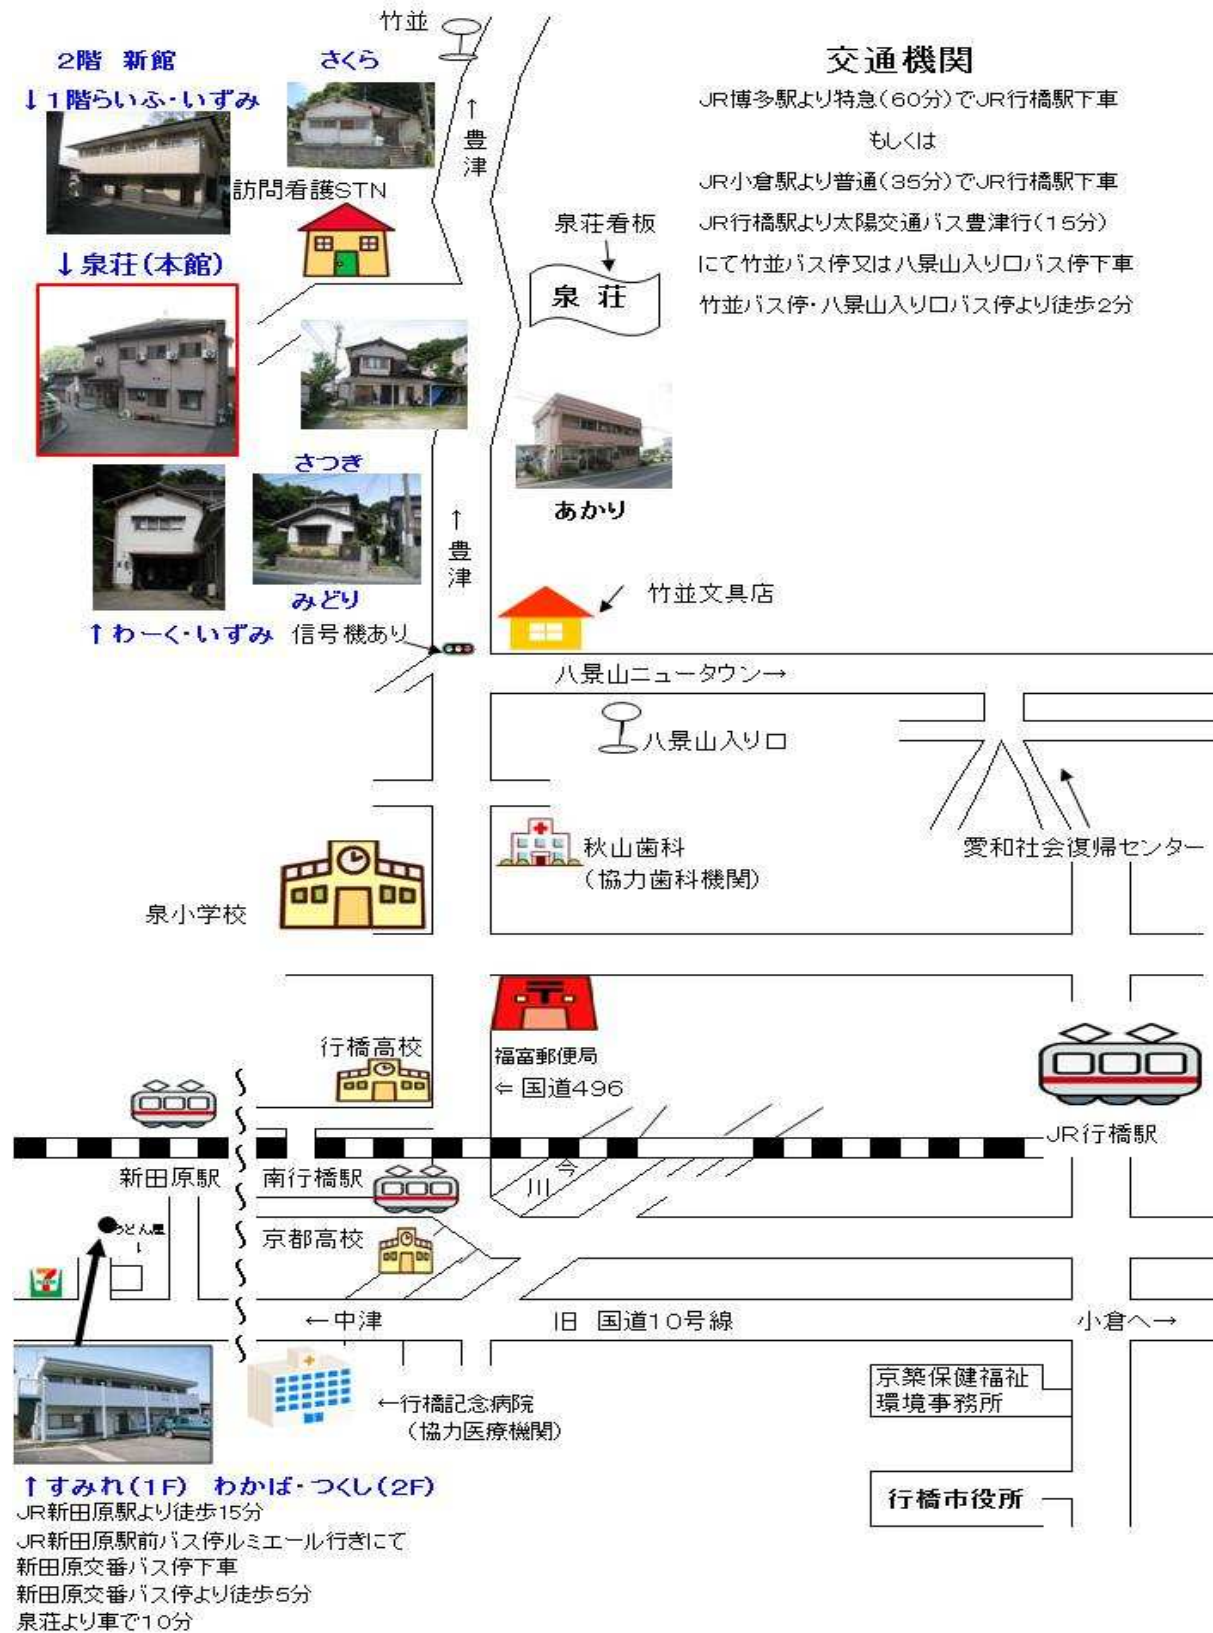 竹並
2階 新館
さくら
↓1階らいふ・いずみ
↑豊津
訪問看護STN
↓泉荘(本館)
交通機関
JR博多駅より特急(60分)でJR行橋駅下車
もしくは
JR小倉駅より普通(35分)でJR行橋駅下車
JR行橋駅より太陽交通バス豊津行(15分)
にて竹並バス停又は八景山入り口バス停下車
竹並バス停・八景山入り口バス停より徒歩2分
泉荘看板
泉 荘
さつき
あかり
↑豊津
みどり
竹並文具店
↑わーく・いずみ
信号機あり
八景山ニュータウン→
八景山入り口
秋山歯科
(協力歯科機関)
愛和社会復帰センター
泉小学校
行橋高校
福富郵便局
⇐国道496
JR行橋駅
新田原駅
南行橋駅
今川
うどん屋
↓
京都高校
7
←中津
旧 国道10号線
小倉へ→
京築保健福祉
環境事務所
←行橋記念病院
(協力医療機関)
行橋市役所
↑すみれ(1F) わかば・つくし(2F)
JR新田原駅より徒歩15分
JR新田原駅前バス停ルミエール行きにて
新田原交番バス停下車
新田原交番バス停より徒歩5分
泉荘より車で10分